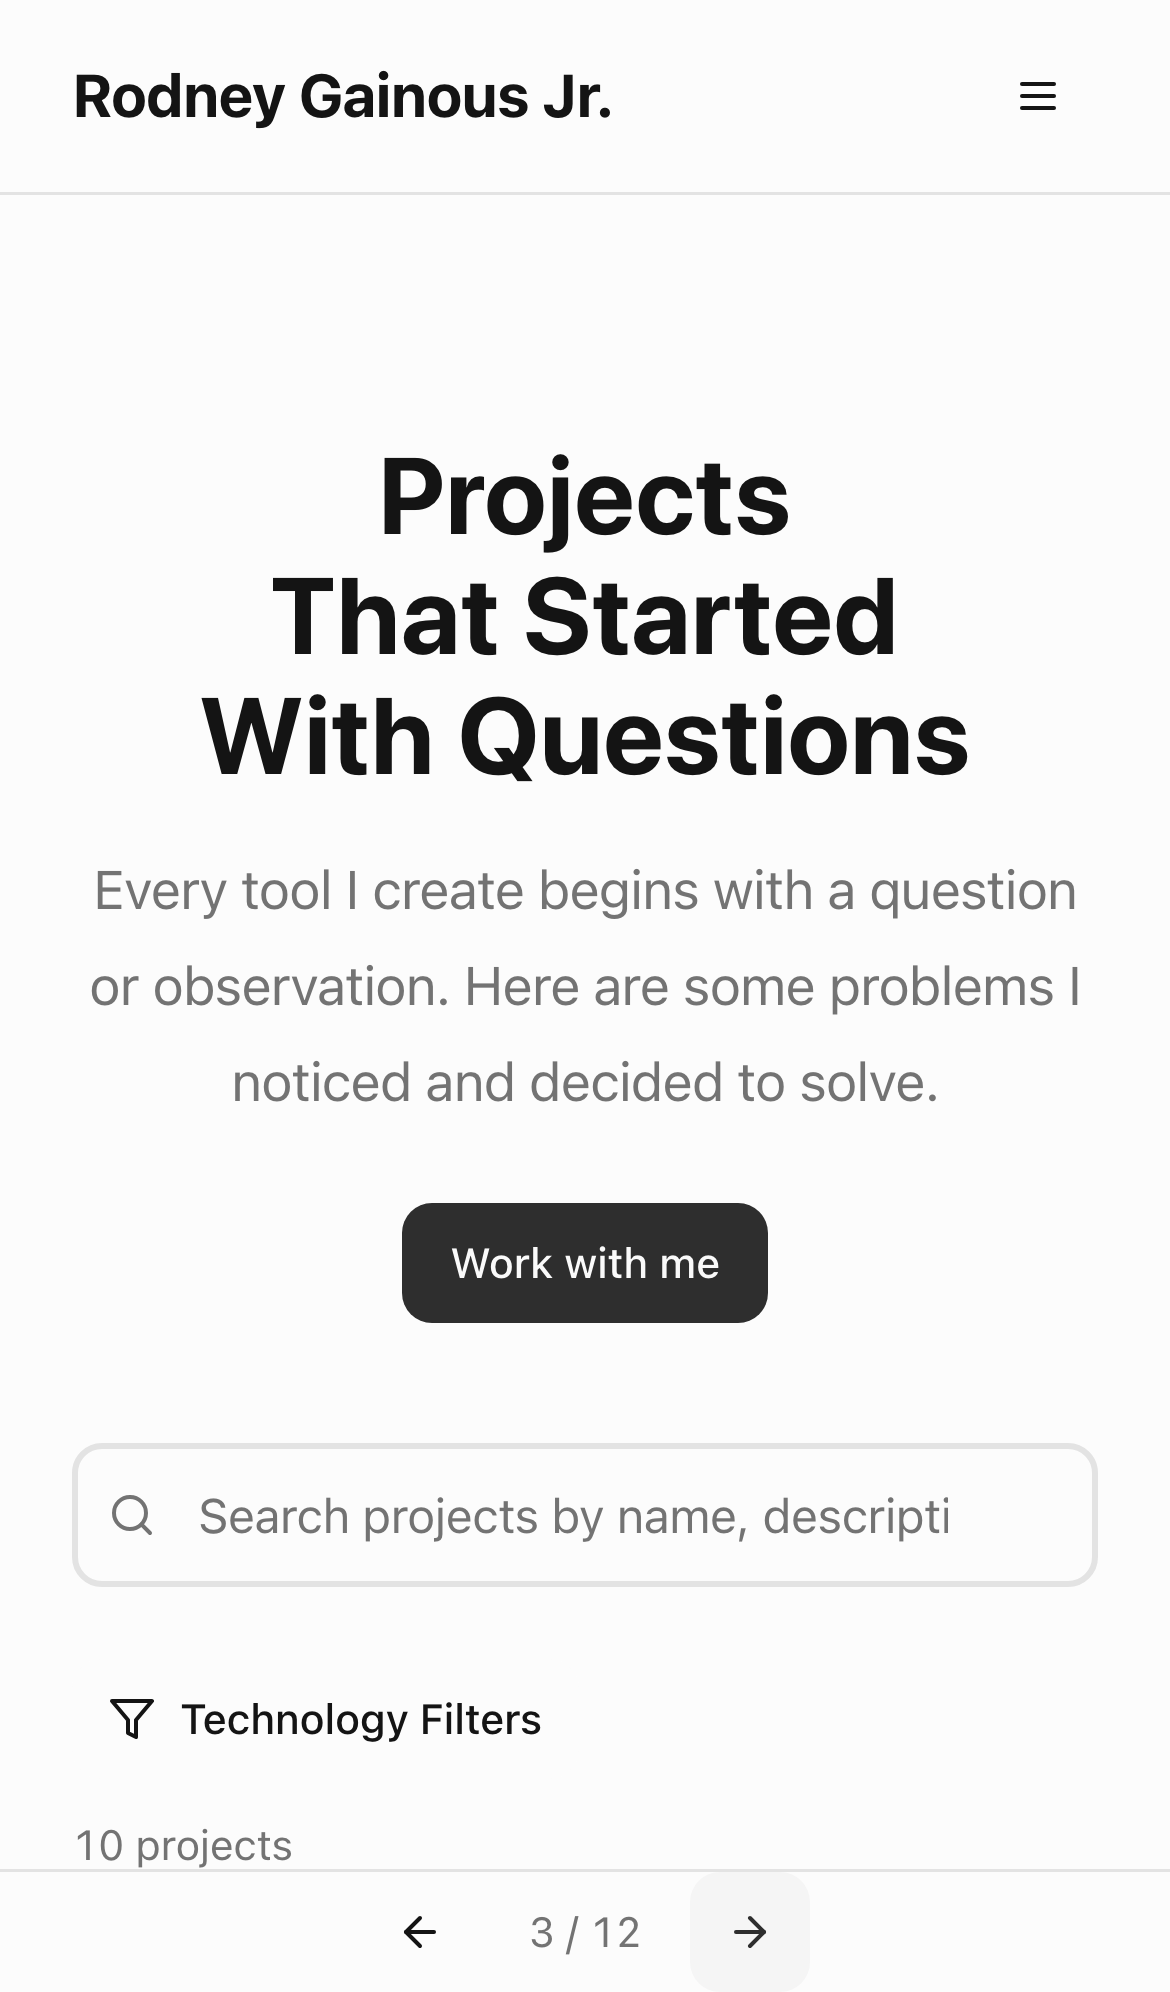 Rodney Gainous Jr.
Projects
That Started
With Questions
Every tool I create begins with a question
or observation. Here are some problems I
noticed and decided to solve.
Work with me
Search projects by name, descripti
Technology Filters
10 projects
3 / 12